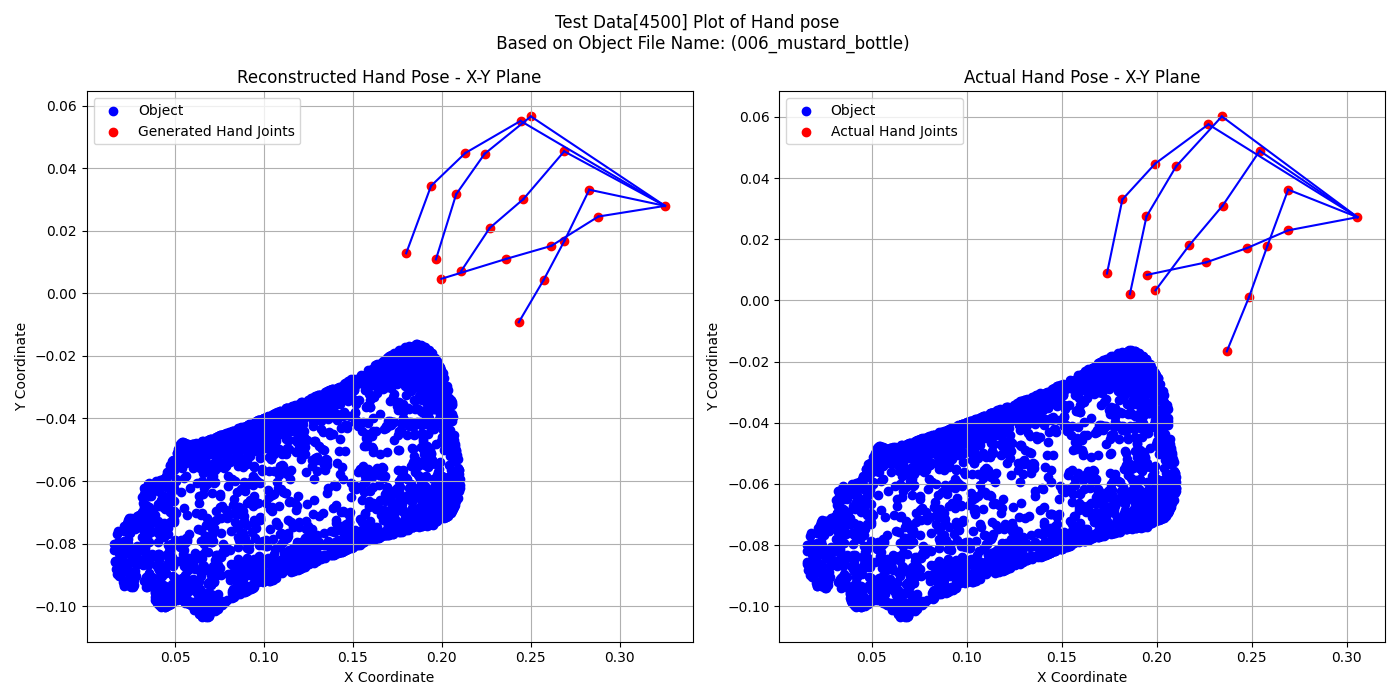 Test Data[4500] Plot of Hand pose
Based on Object File Name: (006_mustard_bottle)
Reconstructed Hand Pose - X-Y Plane
Object
Generated Hand Joints
0.06
0.04
0.02
0.00
−0.02
−0.04
−0.06
−0.08
−0.10
Y Coordinate
0.05 0.10 0.15 0.20 0.25 0.30
X Coordinate
Actual Hand Pose - X-Y Plane
Object
Actual Hand Joints
0.06
0.04
0.02
0.00
−0.02
−0.04
−0.06
−0.08
−0.10
Y Coordinate
0.05 0.10 0.15 0.20 0.25 0.30
X Coordinate